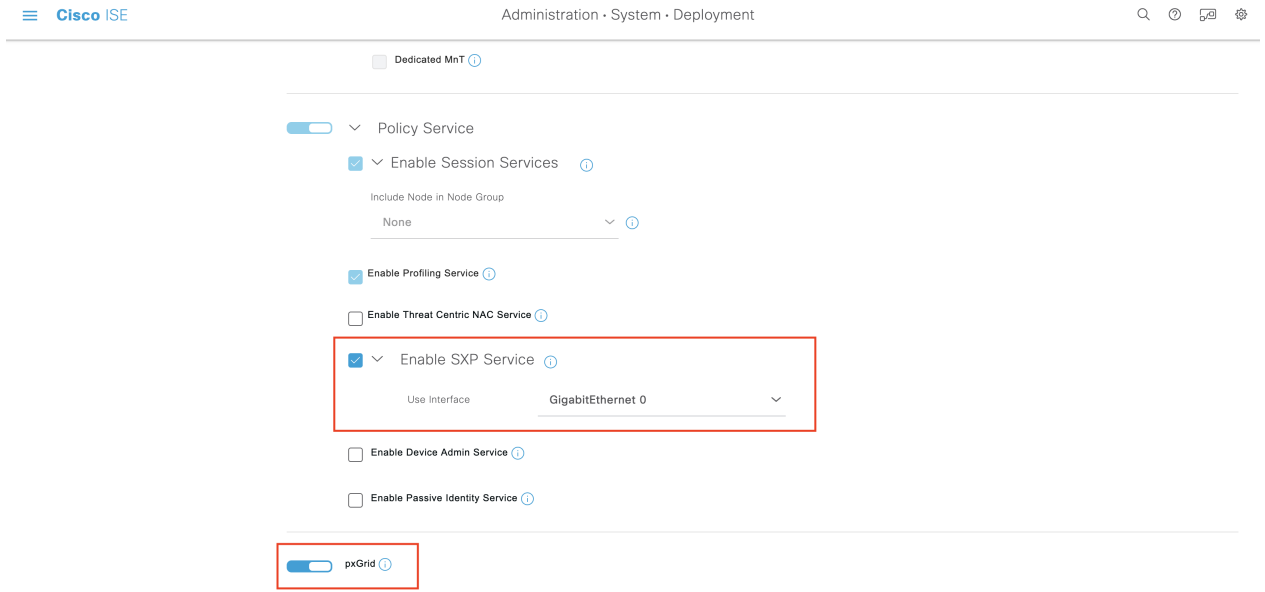 Cisco ISE
Administration · System · Deployment
Dedicated MnT
Policy Service
Enable Session Services
Include Node in Node Group
None
Enable Profiling Service
Enable Threat Centric NAC Service
Enable SXP Service
Use Interface
GigabitEthernet 0
Enable Device Admin Service
Enable Passive Identity Service
pxGrid